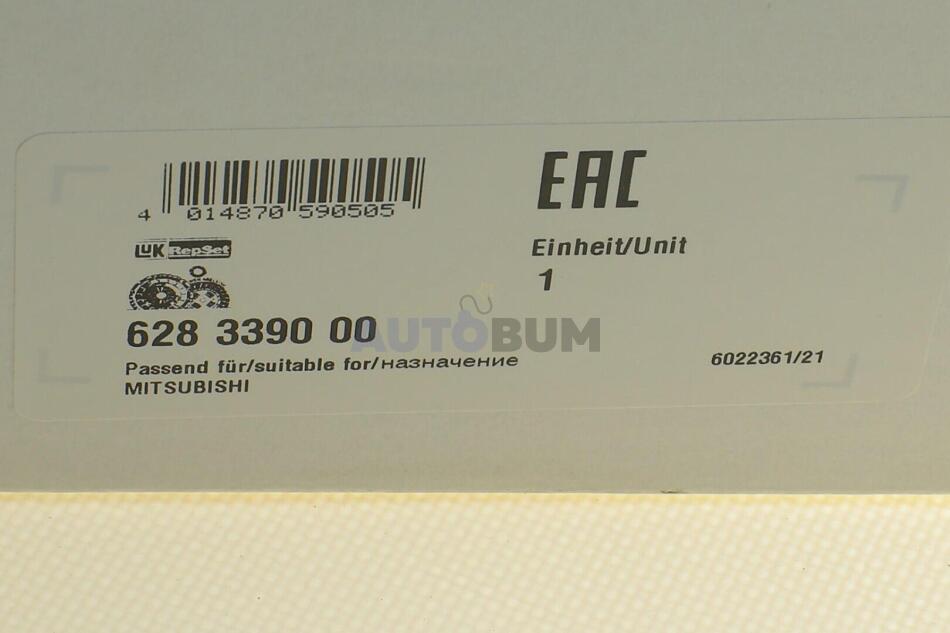 EAC
4 014870 590505
LUK RepSet
Einheit/Unit
1
628 3390 00
AUTOBUM
Passend für/suitable for/назначение
MITSUBISHI
6022361/21